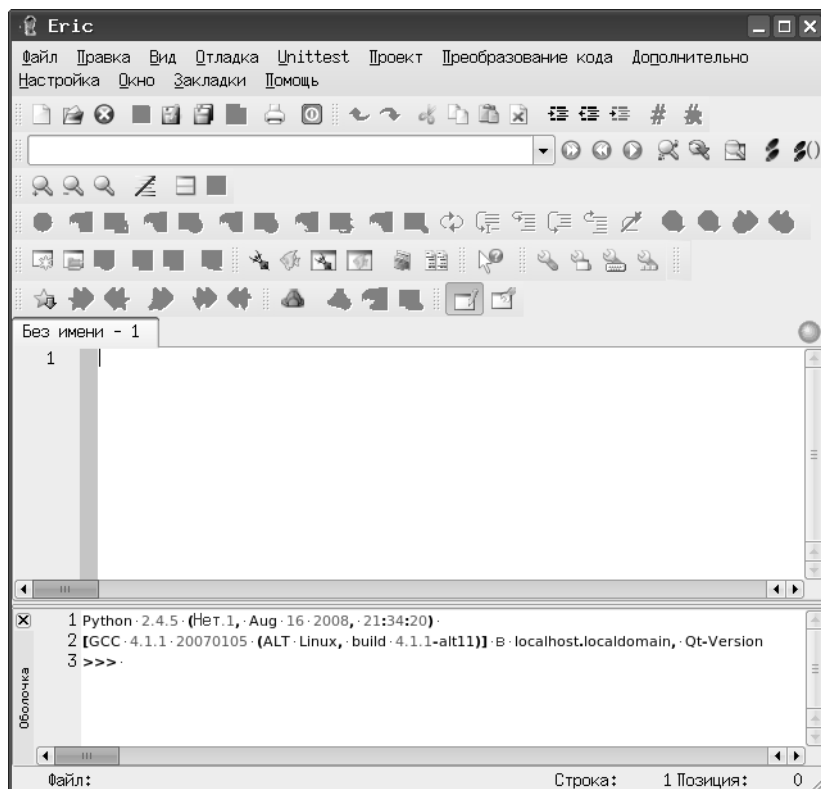 Eric
Файл Правка Вид Отладка Unittest Проект Преобразование кода Дополнительно
Настройка Окно Закладки Помощь
Без имени - 1
1
1 Python 2.4.5 (Нет.1, Aug 16 2008, 21:34:20)
2 [GCC 4.1.1 20070105 (ALT Linux, build 4.1.1-alt11)] В localhost.localdomain, Qt-Version
3 >>>
Оболочка
Файл: Строка: 1 Позиция: 0